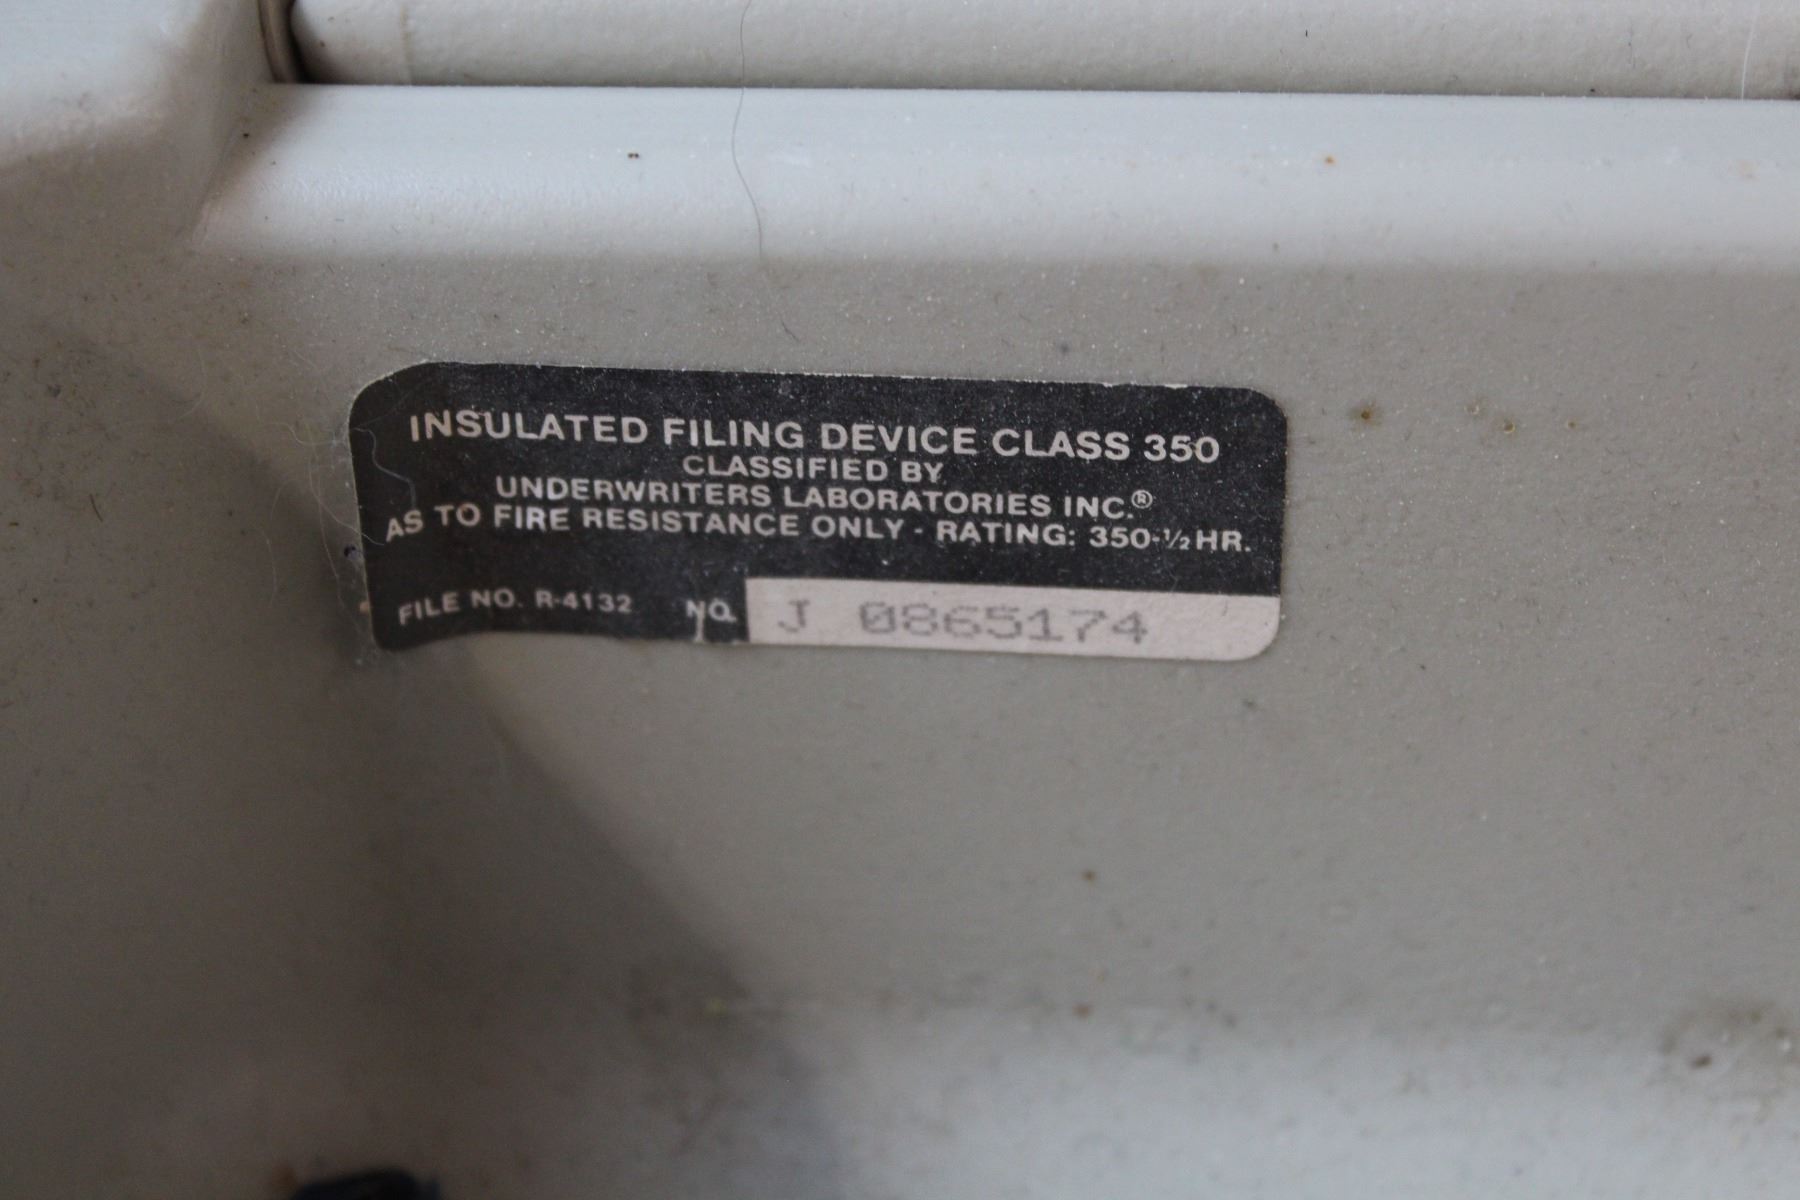 INSULATED FILING DEVICE CLASS 350
CLASSIFIED BY
UNDERWRITERS LABORATORIES INC.®
AS TO FIRE RESISTANCE ONLY - RATING: 350-½ HR.
FILE NO. R-4132 NO. J 0865174